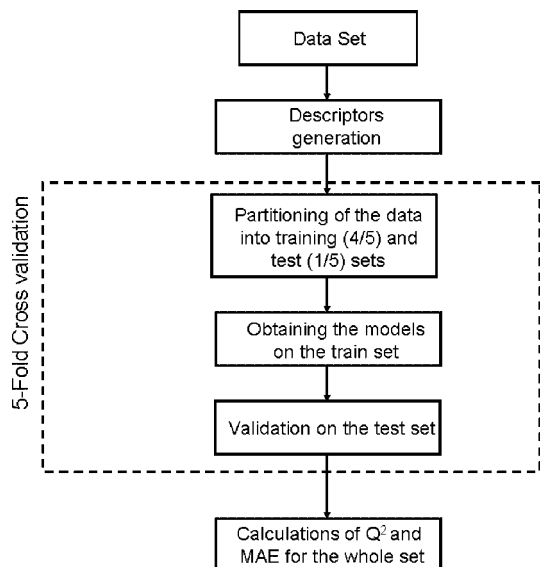 Data Set
Descriptors
generation
5-Fold Cross validation
Partitioning of the data
into training (4/5) and
test (1/5) sets
Obtaining the models
on the train set
Validation on the test set
Calculations of Q² and
MAE for the whole set